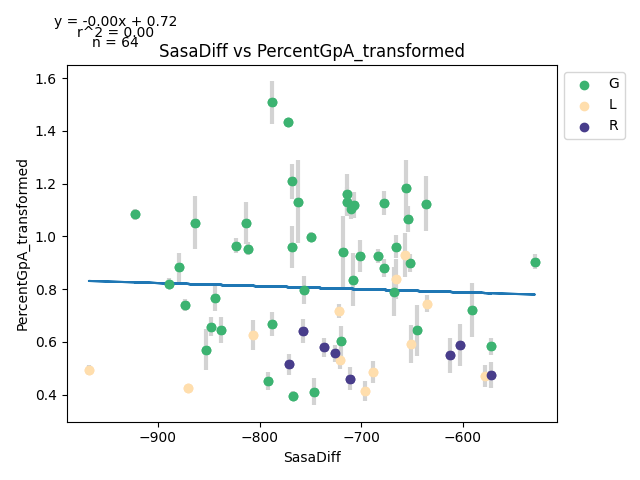 y = -0.00x + 0.72
r^2 = 0.00
n = 64
SasaDiff vs PercentGpA_transformed
G
L
R
PercentGpA_transformed
1.6
1.4
1.2
1.0
0.8
0.6
0.4
−900
−800
−700
−600
SasaDiff